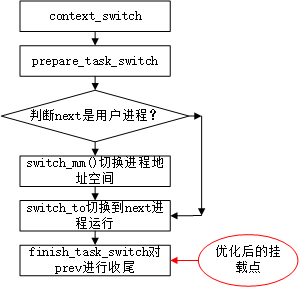 context_switch
prepare_task_switch
判断next是用户进程？
switch_mm()切换进程地
址空间
switch_to切换到next进
程运行
finish_task_switch对
prev进行收尾
优化后的挂
载点